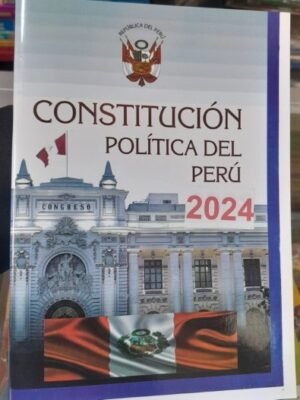 REPÚBLICA DEL PERÚ
CONSTITUCIÓN
POLÍTICA DEL
PERÚ
2024
CONGRESO